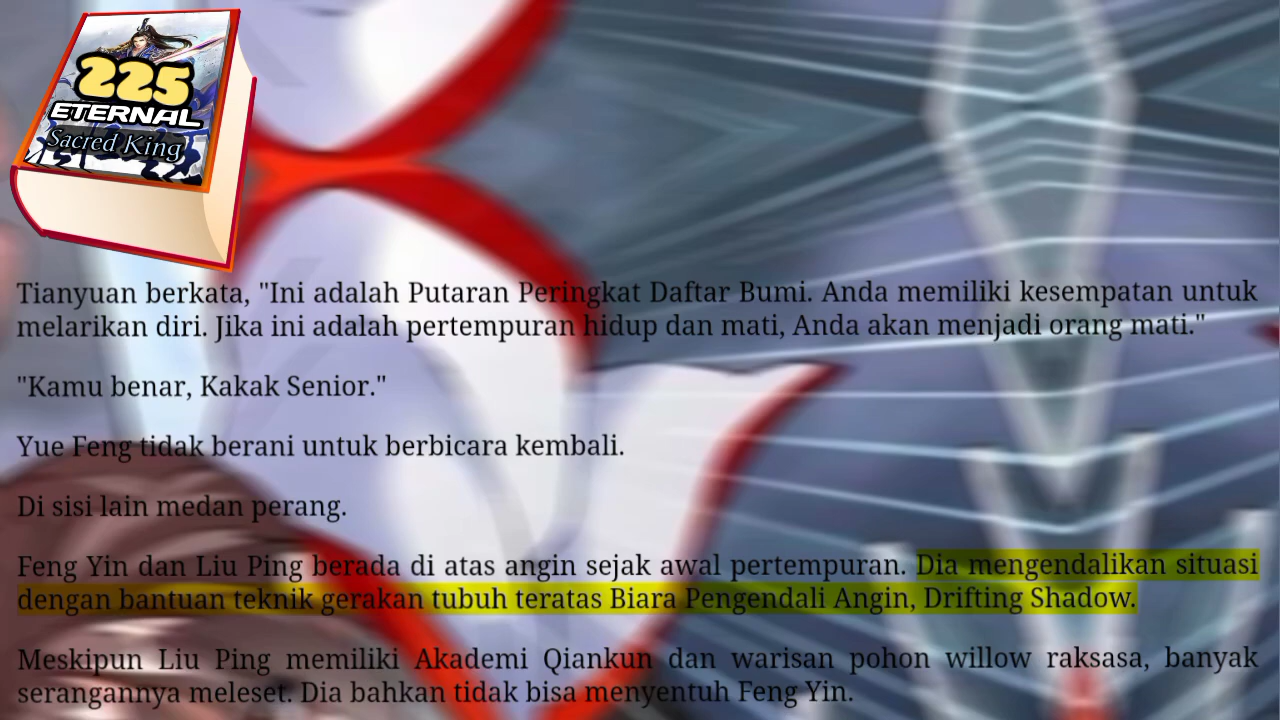 225
ETERNAL
Sacred King
Tianyuan berkata, "Ini adalah Putaran Peringkat Daftar Bumi. Anda memiliki kesempatan untuk
melarikan diri. Jika ini adalah pertempuran hidup dan mati, Anda akan menjadi orang mati."
"Kamu benar, Kakak Senior."
Yue Feng tidak berani untuk berbicara kembali.
Di sisi lain medan perang.
Feng Yin dan Liu Ping berada di atas angin sejak awal pertempuran. Dia mengendalikan situasi
dengan bantuan teknik gerakan tubuh teratas Biara Pengendali Angin, Drifting Shadow.
Meskipun Liu Ping memiliki Akademi Qiankun dan warisan pohon willow raksasa, banyak
serangannya meleset. Dia bahkan tidak bisa menyentuh Feng Yin.